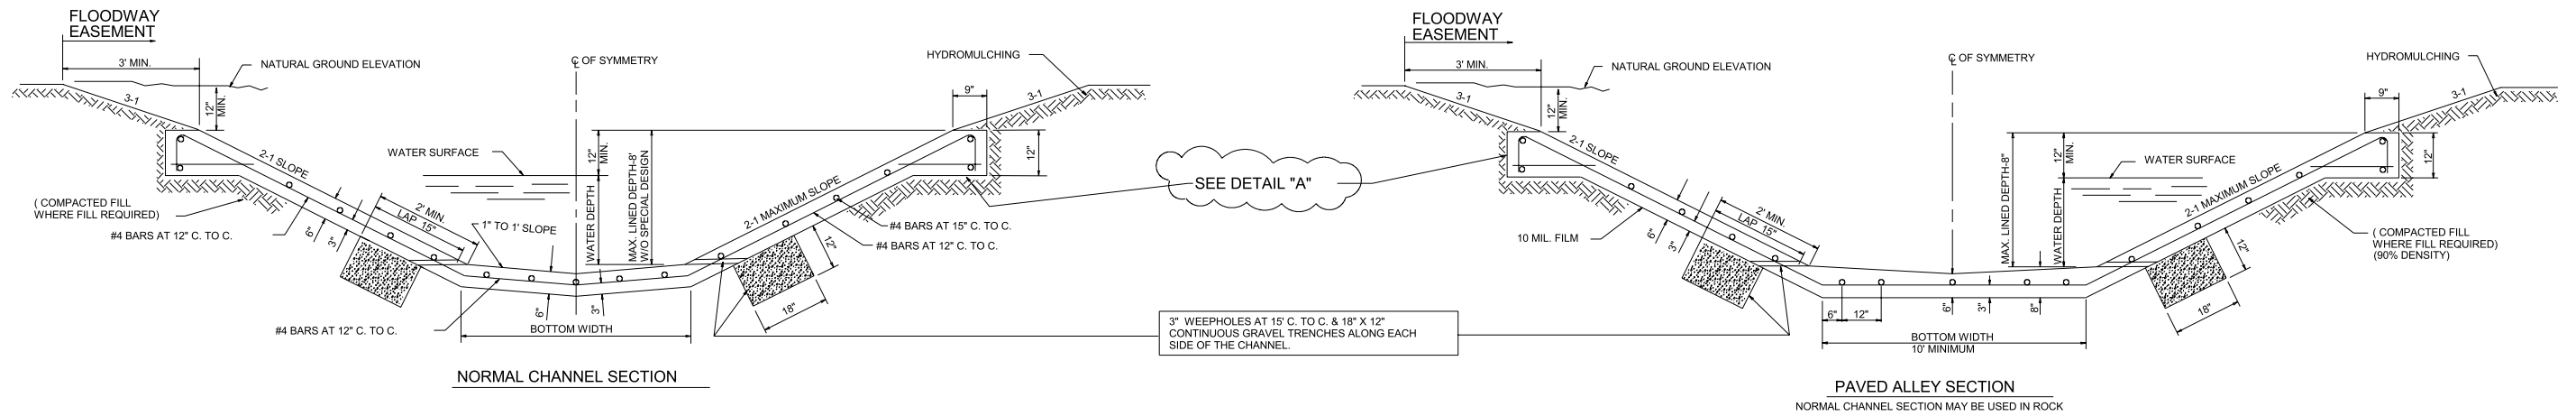 FLOODWAY
EASEMENT
3' MIN.
NATURAL GROUND ELEVATION
3-1
12"
MIN.
2-1 SLOPE
WATER SURFACE
( COMPACTED FILL
WHERE FILL REQUIRED)
#4 BARS AT 12" C. TO C.
6"
3"
2' MIN.
LAP 15"
1" TO 1' SLOPE
℄ OF SYMMETRY
12"
MIN.
WATER DEPTH
MAX. LINED DEPTH-8'
W/O SPECIAL DESIGN
2-1 MAXIMUM SLOPE
HYDROMULCHING
9"
3-1
12"
#4 BARS AT 15" C. TO C.
#4 BARS AT 12" C. TO C.
12"
18"
#4 BARS AT 12" C. TO C.
6"
3"
BOTTOM WIDTH
NORMAL CHANNEL SECTION
SEE DETAIL "A"
3" WEEPHOLES AT 15' C. TO C. & 18" X 12"
CONTINUOUS GRAVEL TRENCHES ALONG EACH
SIDE OF THE CHANNEL.
FLOODWAY
EASEMENT
3' MIN.
NATURAL GROUND ELEVATION
3-1
12"
MIN.
2-1 SLOPE
10 MIL. FILM
6"
3"
2' MIN.
LAP 15"
℄ OF SYMMETRY
MAX. LINED DEPTH-8"
12"
MIN.
WATER DEPTH
WATER SURFACE
2-1 MAXIMUM SLOPE
HYDROMULCHING
9"
3-1
12"
( COMPACTED FILL
WHERE FILL REQUIRED)
(90% DENSITY)
12"
18"
6"
12"
6"
3"
8"
BOTTOM WIDTH
10' MINIMUM
PAVED ALLEY SECTION
NORMAL CHANNEL SECTION MAY BE USED IN ROCK